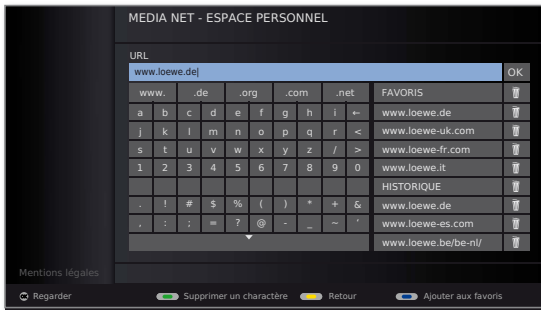 MEDIA NET - ESPACE PERSONNEL
URL
www.loewe.de
OK
www. .de .org .com .net FAVORIS
a b c d e f g h i ← www.loewe.de
j k l m n o p q r < www.loewe-uk.com
s t u v w x y z / > www.loewe-fr.com
1 2 3 4 5 6 7 8 9 0 www.loewe.it
HISTORIQUE
. ! # $ % ( ) * + & www.loewe.de
, : ; = ? @ - _ ~ ' www.loewe-es.com
www.loewe.be/be-nl/
Mentions légales
OK Regarder Supprimer un charactère Retour Ajouter aux favoris